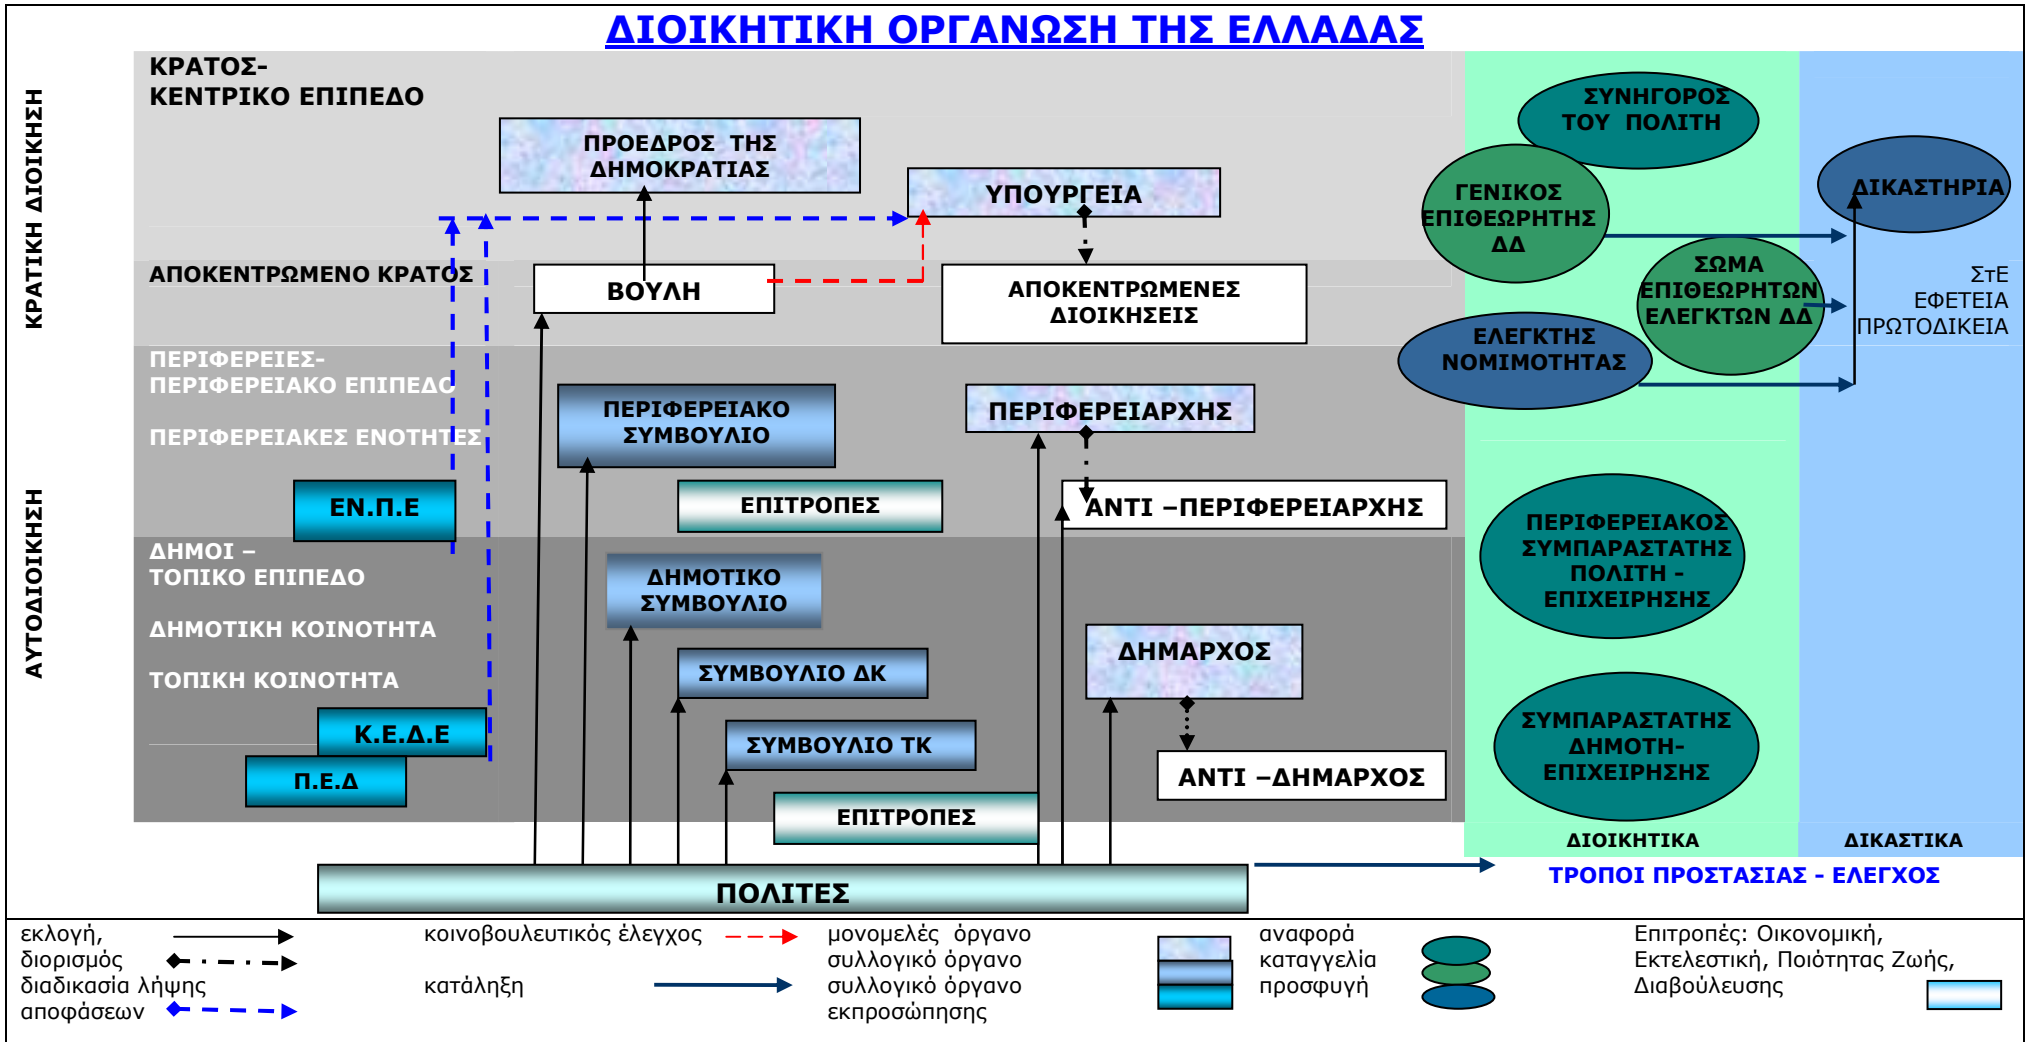 ΔΙΟΙΚΗΤΙΚΗ ΟΡΓΑΝΩΣΗ ΤΗΣ ΕΛΛΑΔΑΣ
ΚΡΑΤΙΚΗ ΔΙΟΙΚΗΣΗ
ΑΥΤΟΔΙΟΙΚΗΣΗ
ΚΡΑΤΟΣ-
ΚΕΝΤΡΙΚΟ ΕΠΙΠΕΔΟ
ΠΡΟΕΔΡΟΣ ΤΗΣ
ΔΗΜΟΚΡΑΤΙΑΣ
ΥΠΟΥΡΓΕΙΑ
ΑΠΟΚΕΝΤΡΩΜΕΝΟ ΚΡΑΤΟΣ
ΒΟΥΛΗ
ΑΠΟΚΕΝΤΡΩΜΕΝΕΣ
ΔΙΟΙΚΗΣΕΙΣ
ΠΕΡΙΦΕΡΕΙΕΣ-
ΠΕΡΙΦΕΡΕΙΑΚΟ ΕΠΙΠΕΔΟ
ΠΕΡΙΦΕΡΕΙΑΚΕΣ ΕΝΟΤΗΤΕΣ
ΠΕΡΙΦΕΡΕΙΑΚΟ
ΣΥΜΒΟΥΛΙΟ
ΠΕΡΙΦΕΡΕΙΑΡΧΗΣ
ΕΝ.Π.Ε
ΕΠΙΤΡΟΠΕΣ
ΑΝΤΙ –ΠΕΡΙΦΕΡΕΙΑΡΧΗΣ
ΔΗΜΟΙ –
ΤΟΠΙΚΟ ΕΠΙΠΕΔΟ
ΔΗΜΟΤΙΚΗ ΚΟΙΝΟΤΗΤΑ
ΤΟΠΙΚΗ ΚΟΙΝΟΤΗΤΑ
ΔΗΜΟΤΙΚΟ
ΣΥΜΒΟΥΛΙΟ
ΔΗΜΑΡΧΟΣ
ΣΥΜΒΟΥΛΙΟ ΔΚ
Κ.Ε.Δ.Ε
ΣΥΜΒΟΥΛΙΟ ΤΚ
Π.Ε.Δ
ΑΝΤΙ –ΔΗΜΑΡΧΟΣ
ΕΠΙΤΡΟΠΕΣ
ΠΟΛΙΤΕΣ
ΣΥΝΗΓΟΡΟΣ
ΤΟΥ ΠΟΛΙΤΗ
ΓΕΝΙΚΟΣ
ΕΠΙΘΕΩΡΗΤΗΣ
ΔΔ
ΔΙΚΑΣΤΗΡΙΑ
ΣΩΜΑ
ΕΠΙΘΕΩΡΗΤΩΝ
ΕΛΕΓΚΤΩΝ ΔΔ
ΣτΕ
ΕΦΕΤΕΙΑ
ΠΡΩΤΟΔΙΚΕΙΑ
ΕΛΕΓΚΤΗΣ
ΝΟΜΙΜΟΤΗΤΑΣ
ΠΕΡΙΦΕΡΕΙΑΚΟΣ
ΣΥΜΠΑΡΑΣΤΑΤΗΣ
ΠΟΛΙΤΗ -
ΕΠΙΧΕΙΡΗΣΗΣ
ΣΥΜΠΑΡΑΣΤΑΤΗΣ
ΔΗΜΟΤΗ-
ΕΠΙΧΕΙΡΗΣΗΣ
ΔΙΟΙΚΗΤΙΚΑ
ΔΙΚΑΣΤΙΚΑ
ΤΡΟΠΟΙ ΠΡΟΣΤΑΣΙΑΣ - ΕΛΕΓΧΟΣ
εκλογή,
διορισμός
διαδικασία λήψης
αποφάσεων
κοινοβουλευτικός έλεγχος
κατάληξη
μονομελές όργανο
συλλογικό όργανο
συλλογικό όργανο
εκπροσώπησης
αναφορά
καταγγελία
προσφυγή
Επιτροπές: Οικονομική,
Εκτελεστική, Ποιότητας Ζωής,
Διαβούλευσης